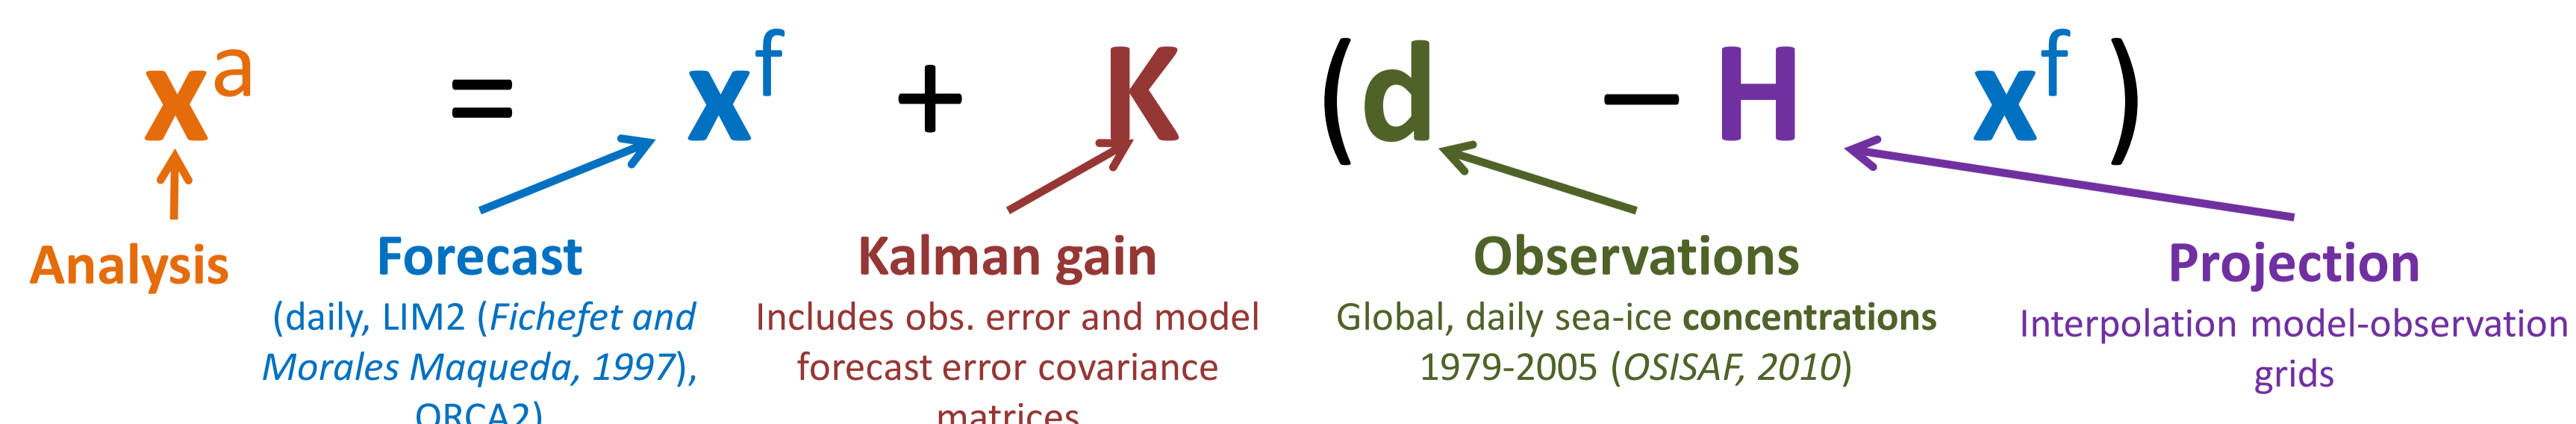 xᵃ = xᶠ + K (d − H xᶠ)
Analysis
Forecast
(daily, LIM2 (Fichefet and
Morales Maqueda, 1997),
ORCA2)
Kalman gain
Includes obs. error and model
forecast error covariance
matrices
Observations
Global, daily sea-ice concentrations
1979-2005 (OSISAF, 2010)
Projection
Interpolation model-observation
grids